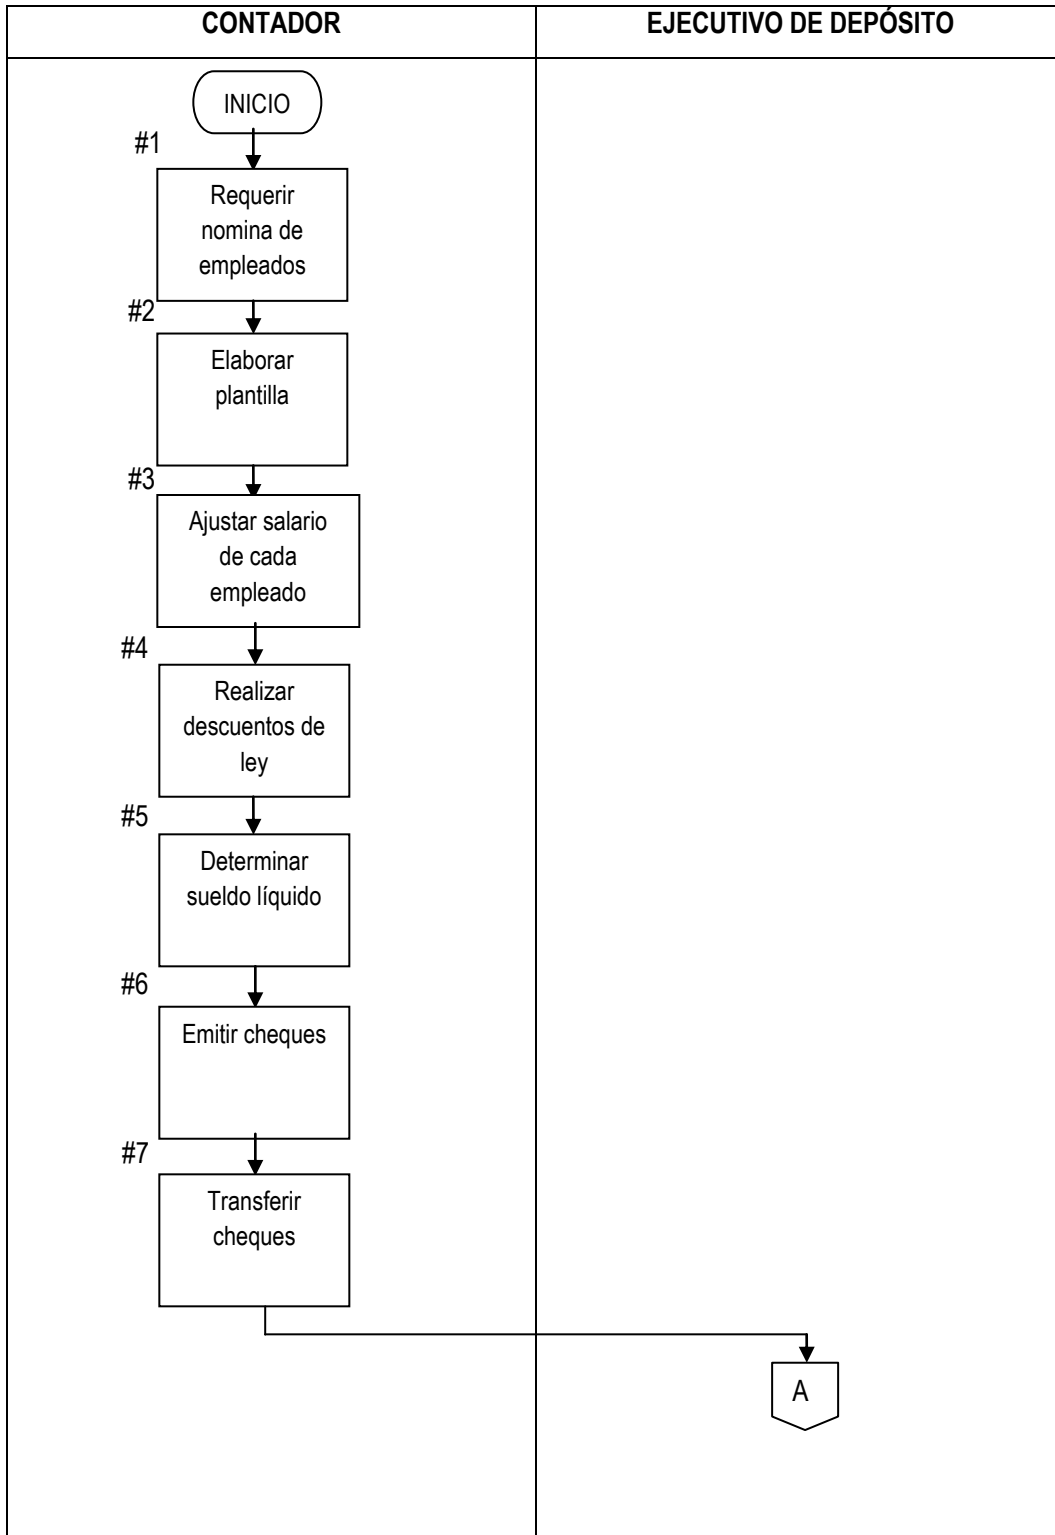 CONTADOR
EJECUTIVO DE DEPÓSITO
INICIO
#1
Requerir
nomina de
empleados
#2
Elaborar
plantilla
#3
Ajustar salario
de cada
empleado
#4
Realizar
descuentos de
ley
#5
Determinar
sueldo líquido
#6
Emitir cheques
#7
Transferir
cheques
A